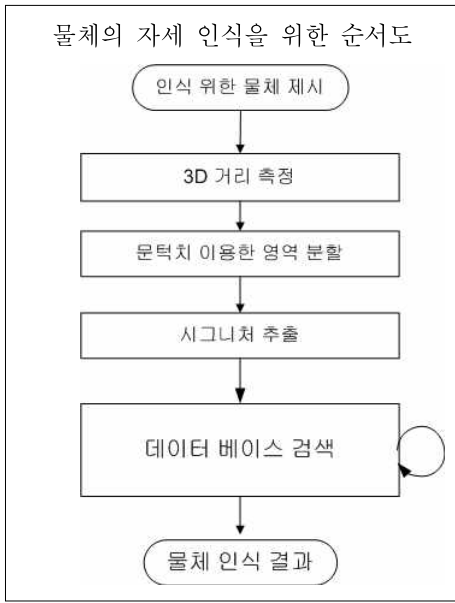 물체의 자세 인식을 위한 순서도
인식 위한 물체 제시
3D 거리 측정
문턱치 이용한 영역 분할
시그니처 추출
데이터 베이스 검색
물체 인식 결과